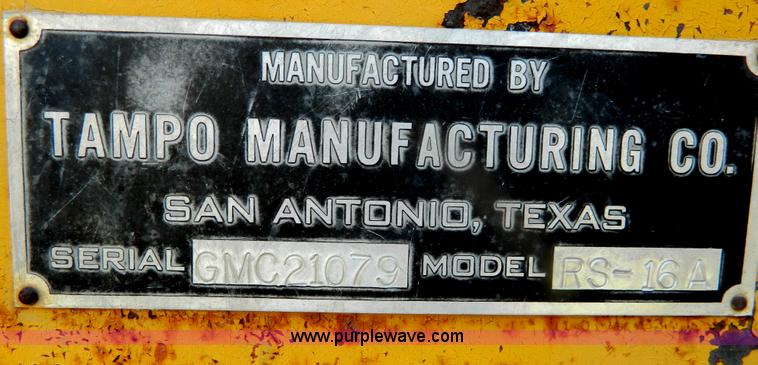 MANUFACTURED BY
TAMPO MANUFACTURING CO.
SAN ANTONIO, TEXAS
SERIAL GMC21079 MODEL RS-16A
www.purplewave.com